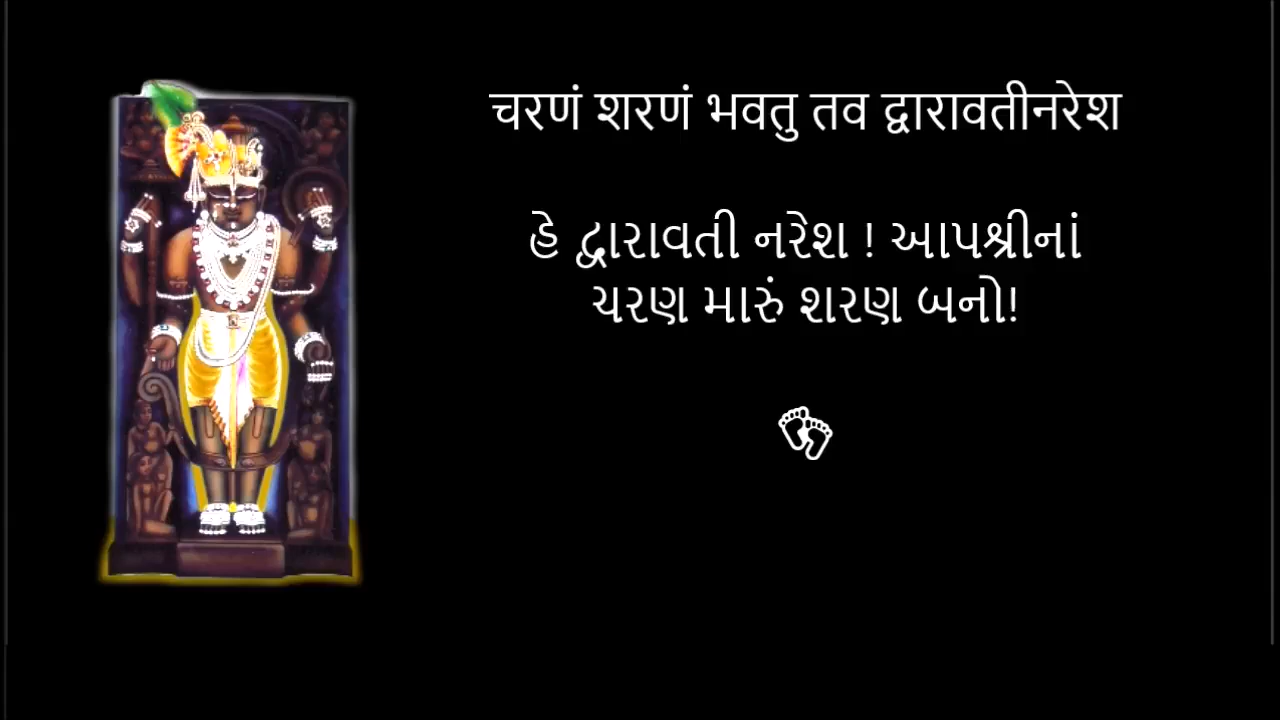 चरणं शरणं भवतु तव द्वारावतीनरेश
હે દ્વારાવતી નરેશ ! આપશ્રીનાં
ચરણ મારું શરણ બનો!